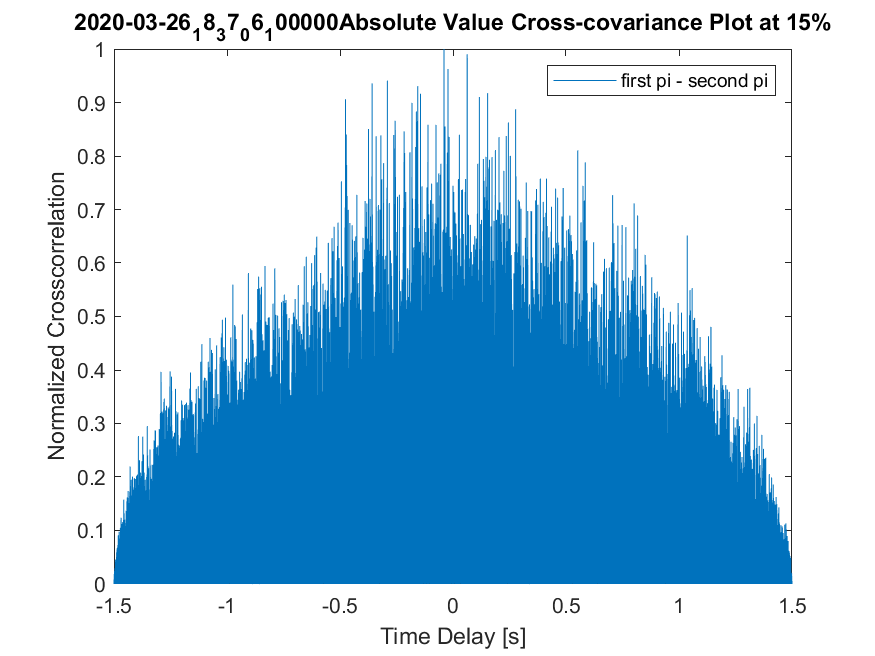 2020-03-26₁8₃7₀6₁00000Absolute Value Cross-covariance Plot at 15%
first pi - second pi
1
0.9
0.8
0.7
0.6
0.5
0.4
0.3
0.2
0.1
0
Normalized Crosscorrelation
-1.5 -1 -0.5 0 0.5 1 1.5
Time Delay [s]